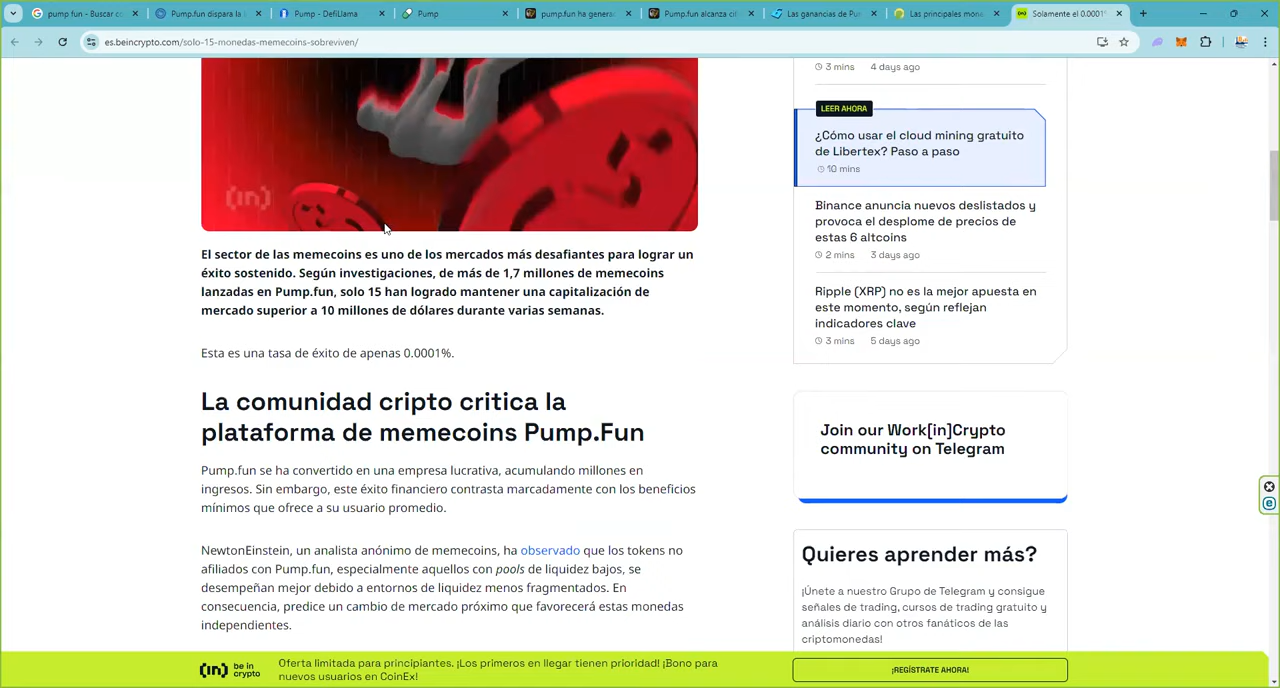 pump fun - Buscar c
Pump.fun dispara la l
Pump - DefiLlama
Pump
pump.fun ha genera
Pump.fun alcanza ci
Las ganancias de Pu
Las principales mone
Solamente el 0.0001
es.beincrypto.com/solo-15-monedas-memecoins-sobreviven/
[in]
El sector de las memecoins es uno de los mercados más desafiantes para lograr un
éxito sostenido. Según investigaciones, de más de 1,7 millones de memecoins
lanzadas en Pump.fun, solo 15 han logrado mantener una capitalización de
mercado superior a 10 millones de dólares durante varias semanas.
Esta es una tasa de éxito de apenas 0.0001%.
La comunidad cripto critica la
plataforma de memecoins Pump.Fun
Pump.fun se ha convertido en una empresa lucrativa, acumulando millones en
ingresos. Sin embargo, este éxito financiero contrasta marcadamente con los beneficios
mínimos que ofrece a su usuario promedio.
NewtonEinstein, un analista anónimo de memecoins, ha observado que los tokens no
afiliados con Pump.fun, especialmente aquellos con pools de liquidez bajos, se
desempeñan mejor debido a entornos de liquidez menos fragmentados. En
consecuencia, predice un cambio de mercado próximo que favorecerá estas monedas
independientes.
3 mins 4 days ago
LEER AHORA
¿Cómo usar el cloud mining gratuito
de Libertex? Paso a paso
10 mins
Binance anuncia nuevos deslistados y
provoca el desplome de precios de
estas 6 altcoins
2 mins 3 days ago
Ripple (XRP) no es la mejor apuesta en
este momento, según reflejan
indicadores clave
3 mins 5 days ago
Join our Work[in]Crypto
community on Telegram
Quieres aprender más?
¡Únete a nuestro Grupo de Telegram y consigue
señales de trading, cursos de trading gratuito y
análisis diario con otros fanáticos de las
criptomonedas!
[in] be in
crypto
Oferta limitada para principiantes. ¡Los primeros en llegar tienen prioridad! ¡Bono para
nuevos usuarios en CoinEx!
¡REGÍSTRATE AHORA!